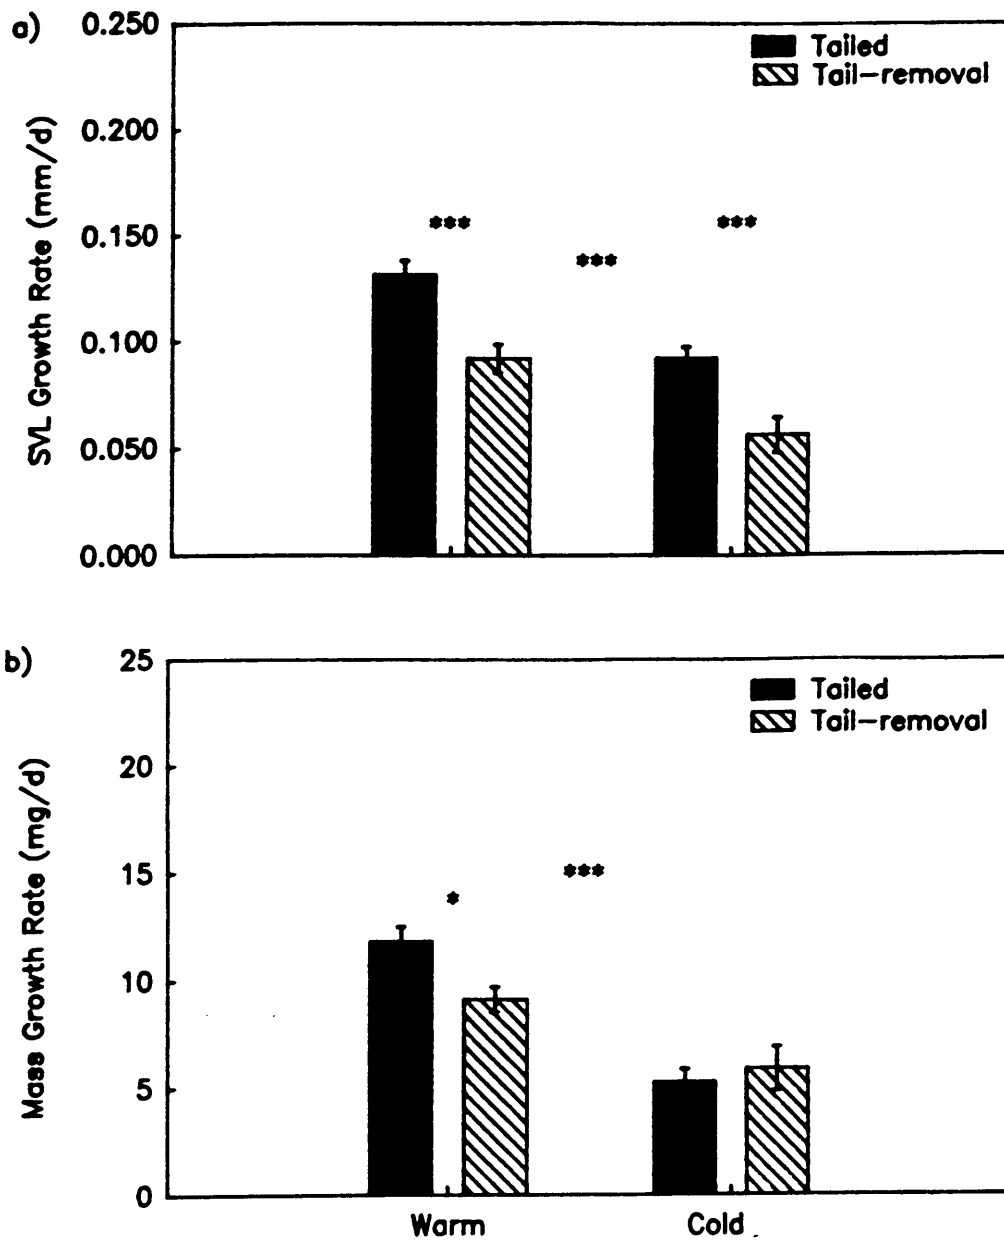 a)
SVL Growth Rate (mm/d)
0.250
0.200
0.150
0.100
0.050
0.000
Tailed
Tail-removal
***
***
***
b)
Mass Growth Rate (mg/d)
25
20
15
10
5
0
Tailed
Tail-removal
*
***
Warm Cold